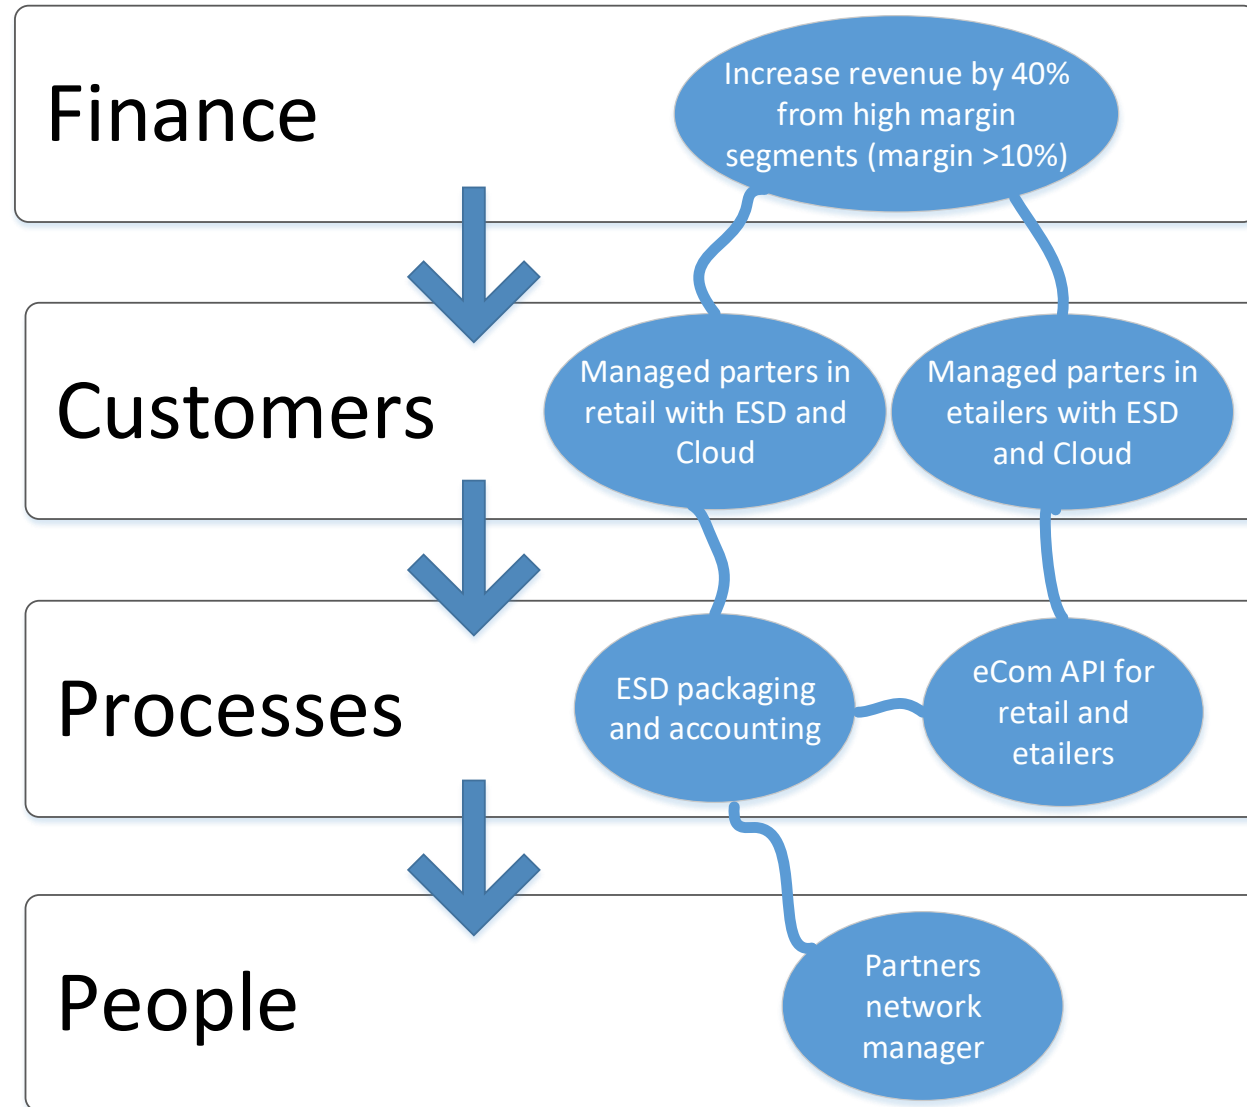 Finance
Increase revenue by 40%
from high margin
segments (margin >10%)
Customers
Managed parters in
retail with ESD and
Cloud
Managed parters in
etailers with ESD
and Cloud
Processes
ESD packaging
and accounting
eCom API for
retail and
etailers
People
Partners
network
manager